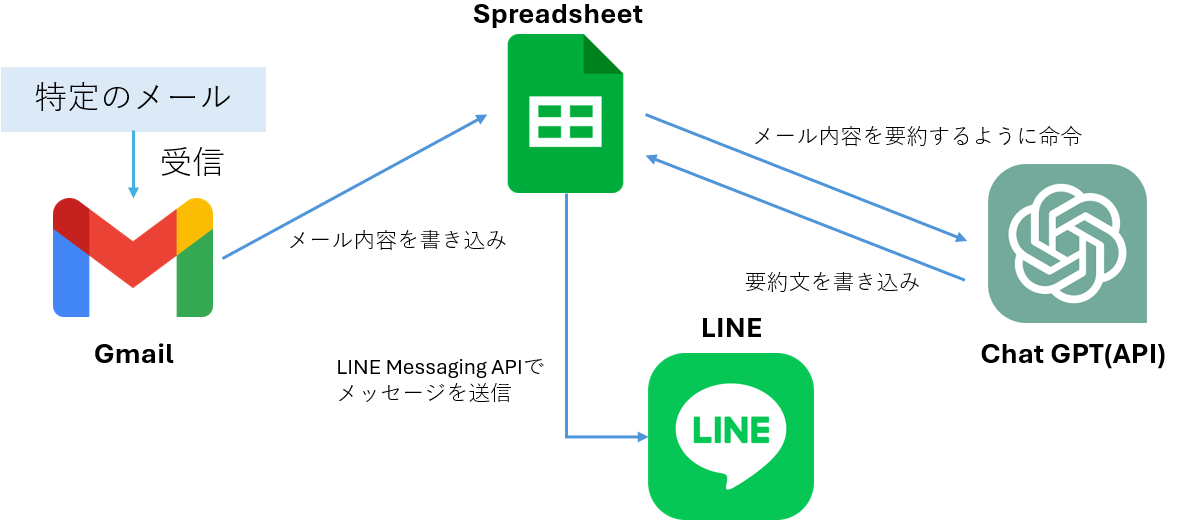 Spreadsheet
特定のメール
受信
メール内容を要約するように命令
メール内容を書き込み
要約文を書き込み
Gmail
LINE
Chat GPT(API)
LINE Messaging APIで
メッセージを送信
LINE